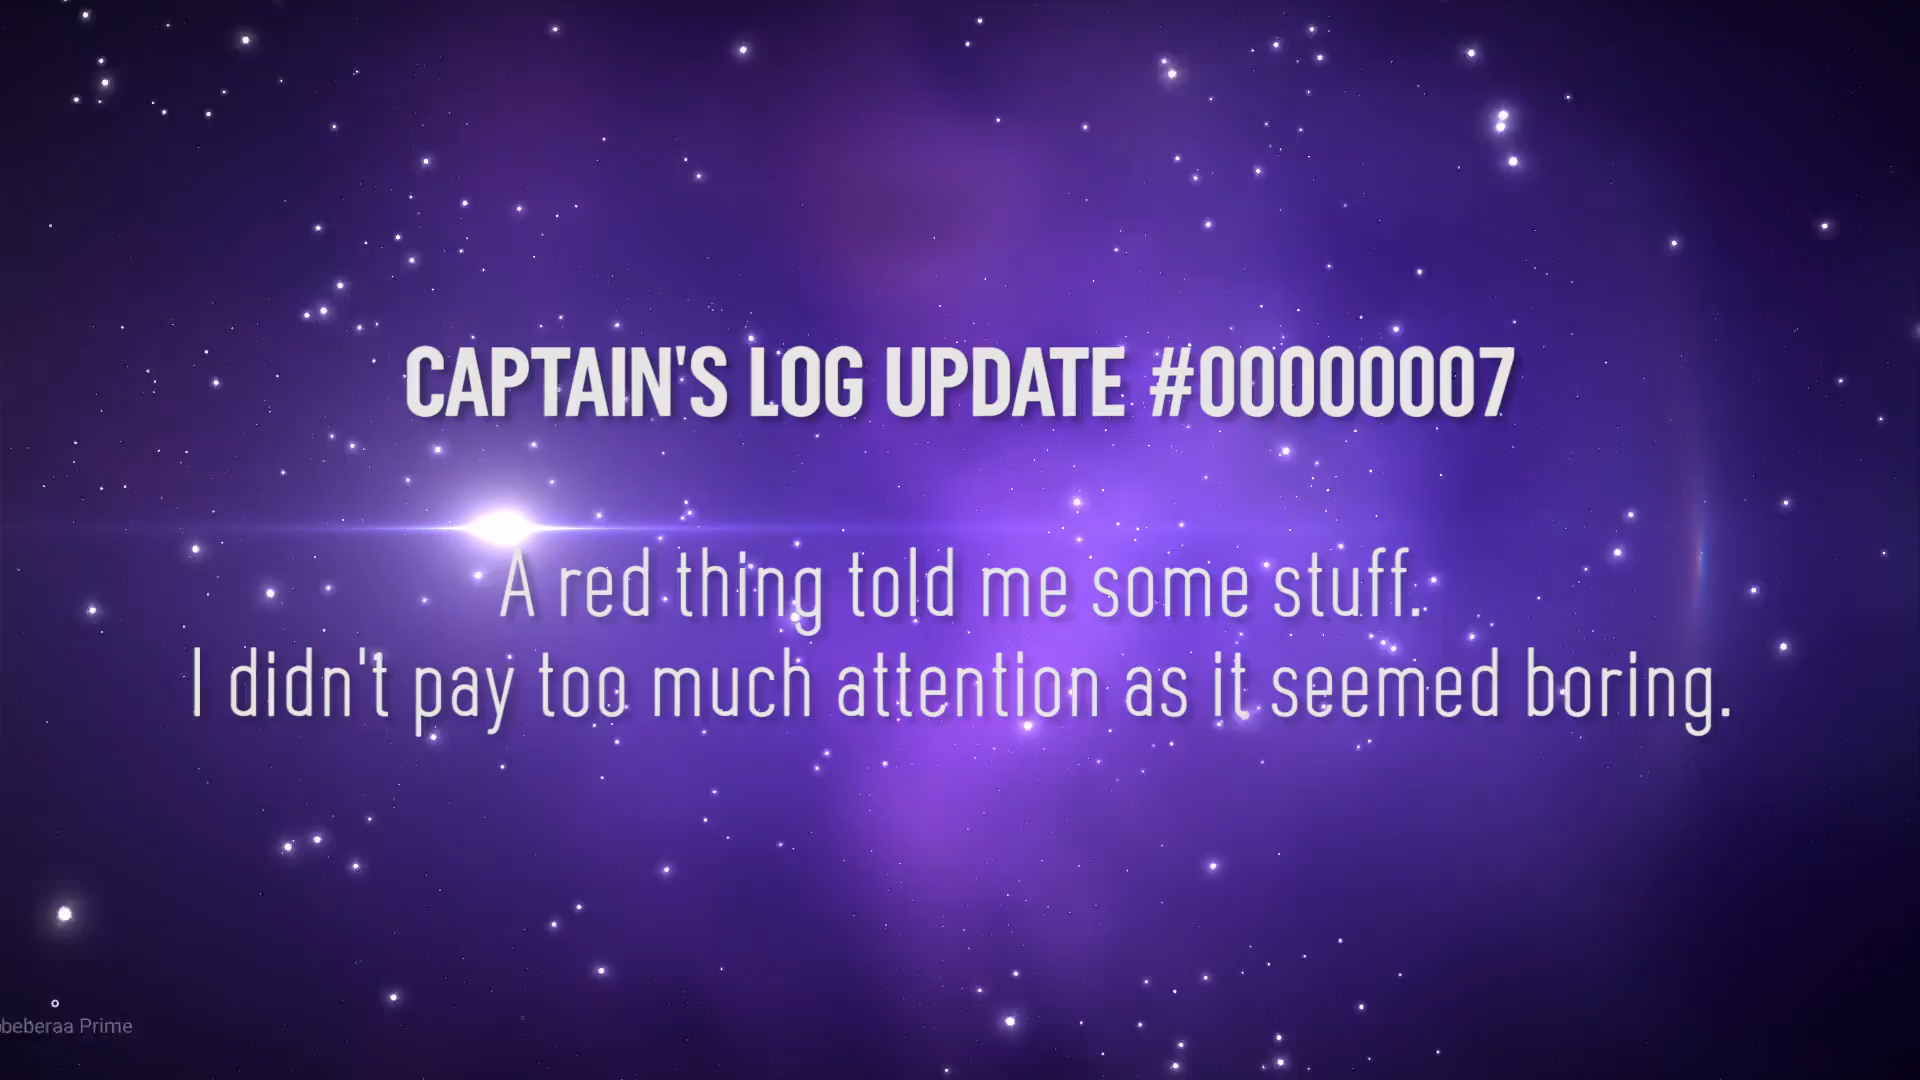 CAPTAIN'S LOG UPDATE #00000007
A red thing told me some stuff.
I didn't pay too much attention as it seemed boring.
Prime